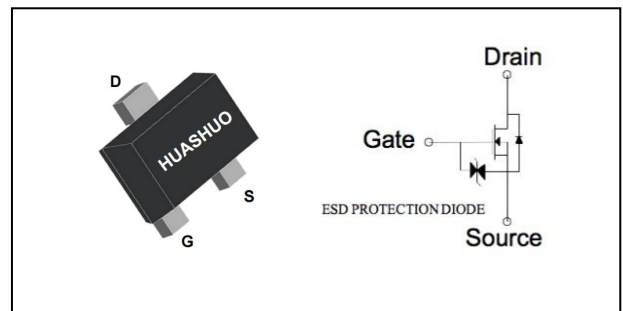 D
HUASHUO
S
G
Drain
Gate
ESD PROTECTION DIODE
Source